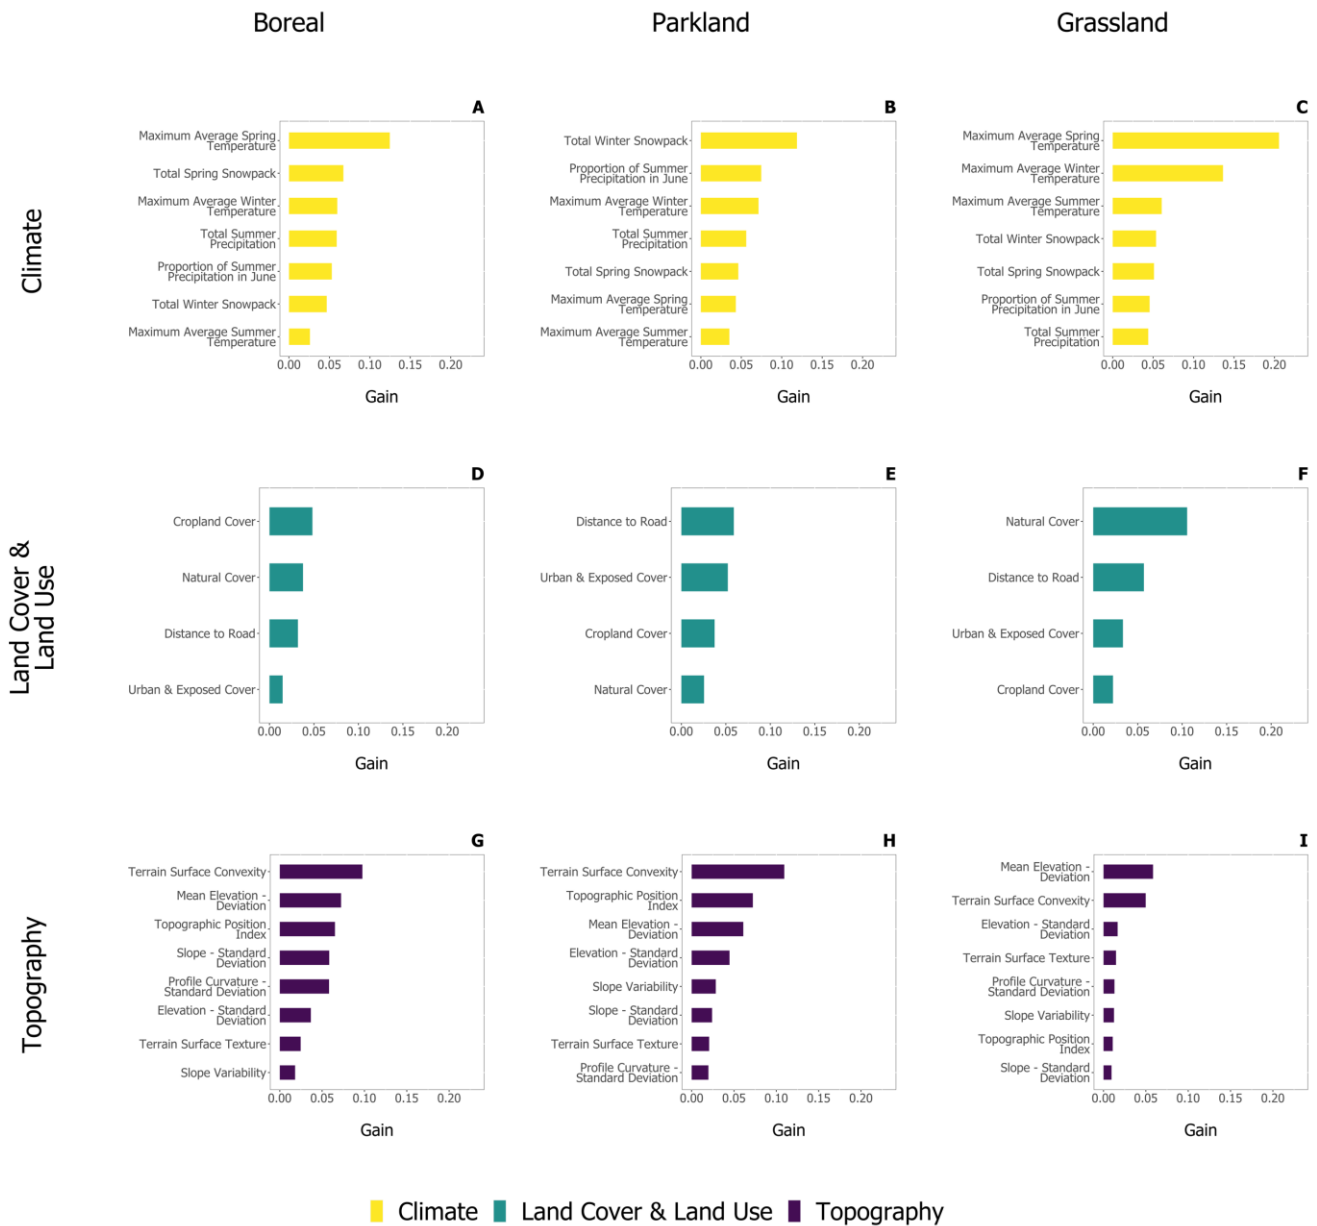 Boreal Parkland Grassland
Climate
A
Maximum Average Spring
Temperature
Total Spring Snowpack
Maximum Average Winter
Temperature
Total Summer
Precipitation
Proportion of Summer
Precipitation in June
Total Winter Snowpack
Maximum Average Summer
Temperature
0.00 0.05 0.10 0.15 0.20
Gain
B
Total Winter Snowpack
Proportion of Summer
Precipitation in June
Maximum Average Winter
Temperature
Total Summer
Precipitation
Total Spring Snowpack
Maximum Average Spring
Temperature
Maximum Average Summer
Temperature
0.00 0.05 0.10 0.15 0.20
Gain
C
Maximum Average Spring
Temperature
Maximum Average Winter
Temperature
Maximum Average Summer
Temperature
Total Winter Snowpack
Total Spring Snowpack
Proportion of Summer
Precipitation in June
Total Summer
Precipitation
0.00 0.05 0.10 0.15 0.20
Gain
Land Cover &
Land Use
D
Cropland Cover
Natural Cover
Distance to Road
Urban & Exposed Cover
0.00 0.05 0.10 0.15 0.20
Gain
E
Distance to Road
Urban & Exposed Cover
Cropland Cover
Natural Cover
0.00 0.05 0.10 0.15 0.20
Gain
F
Natural Cover
Distance to Road
Urban & Exposed Cover
Cropland Cover
0.00 0.05 0.10 0.15 0.20
Gain
Topography
G
Terrain Surface Convexity
Mean Elevation -
Deviation
Topographic Position
Index
Slope - Standard
Deviation
Profile Curvature -
Standard Deviation
Elevation - Standard
Deviation
Terrain Surface Texture
Slope Variability
0.00 0.05 0.10 0.15 0.20
Gain
H
Terrain Surface Convexity
Topographic Position
Index
Mean Elevation -
Deviation
Elevation - Standard
Deviation
Slope Variability
Slope - Standard
Deviation
Terrain Surface Texture
Profile Curvature -
Standard Deviation
0.00 0.05 0.10 0.15 0.20
Gain
I
Mean Elevation -
Deviation
Terrain Surface Convexity
Elevation - Standard
Deviation
Terrain Surface Texture
Profile Curvature -
Standard Deviation
Slope Variability
Topographic Position
Index
Slope - Standard
Deviation
0.00 0.05 0.10 0.15 0.20
Gain
Climate Land Cover & Land Use Topography